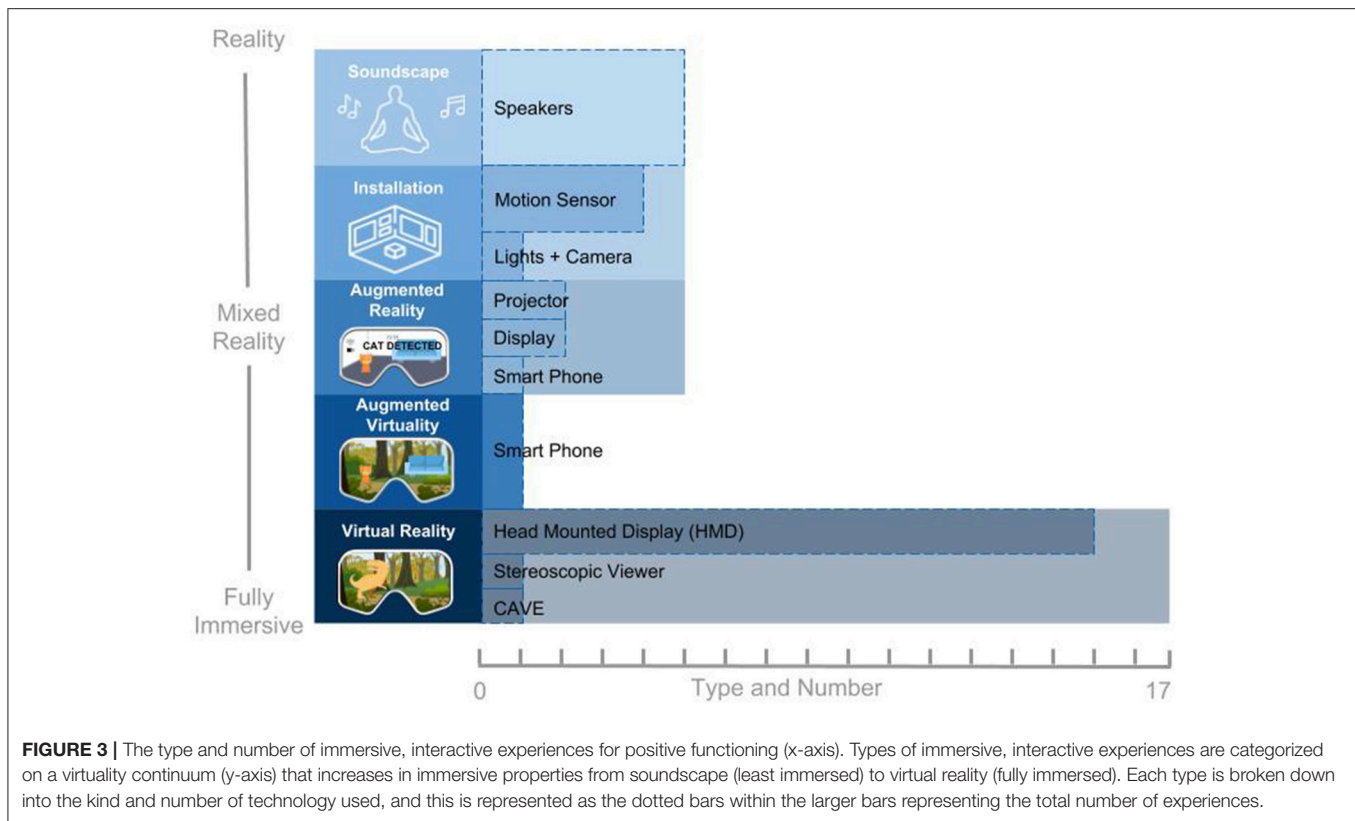 Reality
Soundscape
Speakers
Installation
Motion Sensor
Lights + Camera
Augmented
Reality
Projector
Mixed
Reality
CAT DETECTED
Display
Smart Phone
Augmented
Virtuality
Smart Phone
Virtual Reality
Head Mounted Display (HMD)
Stereoscopic Viewer
Fully
Immersive
CAVE
0
Type and Number
17
FIGURE 3 | The type and number of immersive, interactive experiences for positive functioning (x-axis). Types of immersive, interactive experiences are categorized
on a virtuality continuum (y-axis) that increases in immersive properties from soundscape (least immersed) to virtual reality (fully immersed). Each type is broken down
into the kind and number of technology used, and this is represented as the dotted bars within the larger bars representing the total number of experiences.